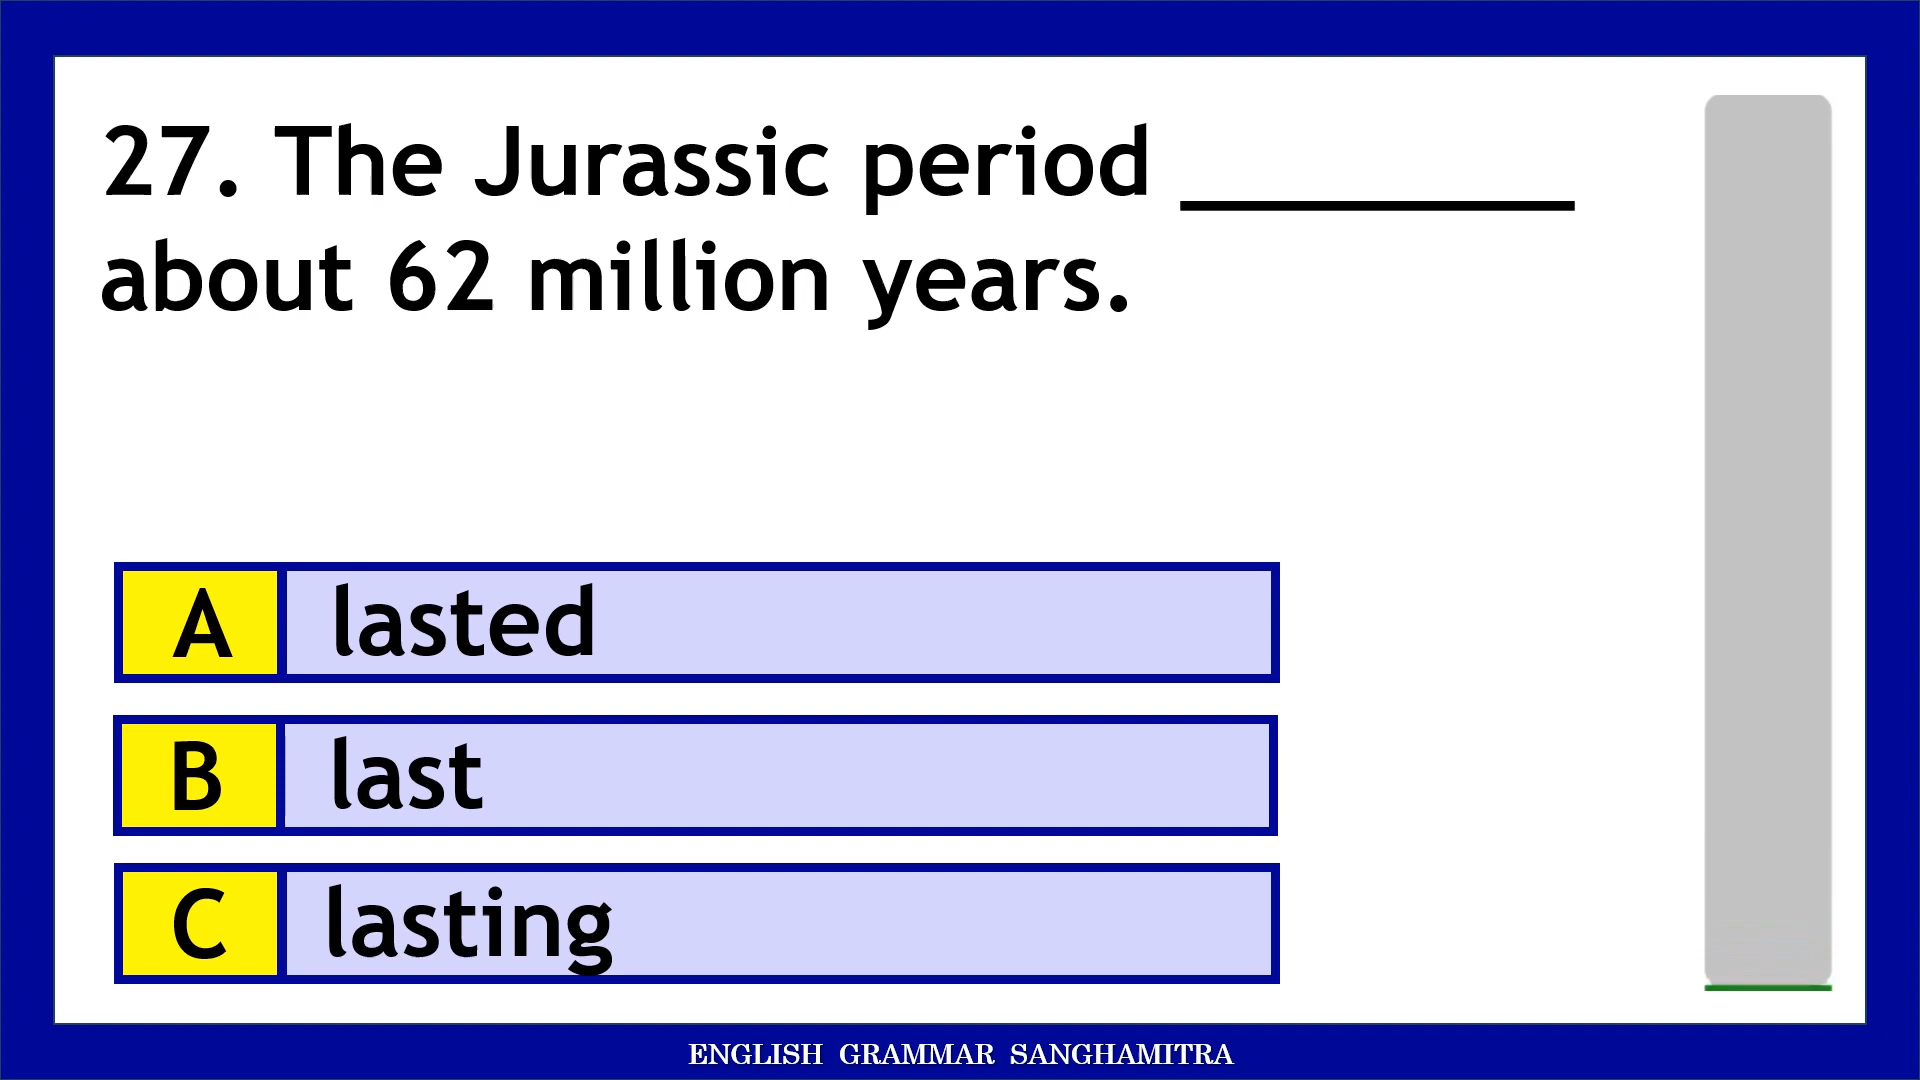 27. The Jurassic period ________
about 62 million years.
A lasted
B last
C lasting
ENGLISH GRAMMAR SANGHAMITRA